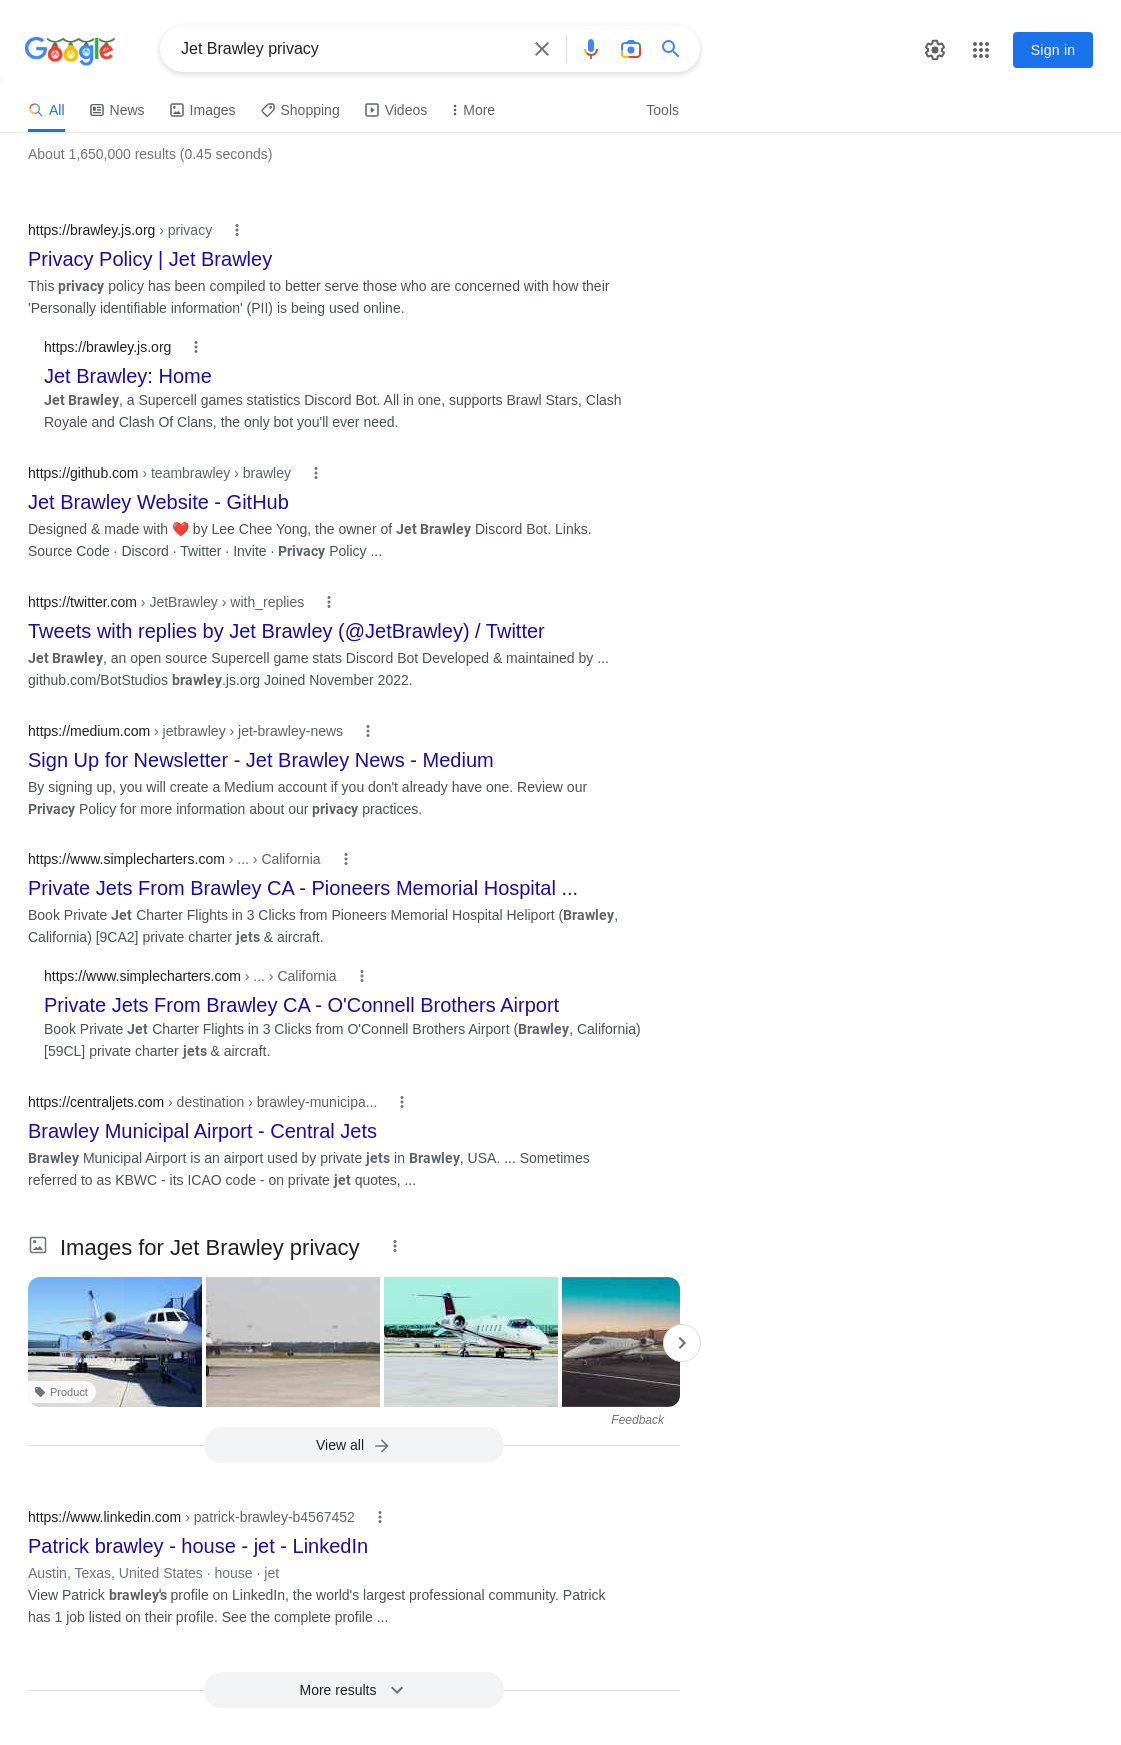 Google
Jet Brawley privacy
Sign in
All
News
Images
Shopping
Videos
More
Tools
About 1,650,000 results (0.45 seconds)
https://brawley.js.org › privacy
Privacy Policy | Jet Brawley
This privacy policy has been compiled to better serve those who are concerned with how their
'Personally identifiable information' (PII) is being used online.
https://brawley.js.org
Jet Brawley: Home
Jet Brawley, a Supercell games statistics Discord Bot. All in one, supports Brawl Stars, Clash
Royale and Clash Of Clans, the only bot you'll ever need.
https://github.com › teambrawley › brawley
Jet Brawley Website - GitHub
Designed & made with ❤️ by Lee Chee Yong, the owner of Jet Brawley Discord Bot. Links.
Source Code · Discord · Twitter · Invite · Privacy Policy ...
https://twitter.com › JetBrawley › with_replies
Tweets with replies by Jet Brawley (@JetBrawley) / Twitter
Jet Brawley, an open source Supercell game stats Discord Bot Developed & maintained by ...
github.com/BotStudios brawley.js.org Joined November 2022.
https://medium.com › jetbrawley › jet-brawley-news
Sign Up for Newsletter - Jet Brawley News - Medium
By signing up, you will create a Medium account if you don't already have one. Review our
Privacy Policy for more information about our privacy practices.
https://www.simplecharters.com › ... › California
Private Jets From Brawley CA - Pioneers Memorial Hospital ...
Book Private Jet Charter Flights in 3 Clicks from Pioneers Memorial Hospital Heliport (Brawley,
California) [9CA2] private charter jets & aircraft.
https://www.simplecharters.com › ... › California
Private Jets From Brawley CA - O'Connell Brothers Airport
Book Private Jet Charter Flights in 3 Clicks from O'Connell Brothers Airport (Brawley, California)
[59CL] private charter jets & aircraft.
https://centraljets.com › destination › brawley-municipa...
Brawley Municipal Airport - Central Jets
Brawley Municipal Airport is an airport used by private jets in Brawley, USA. ... Sometimes
referred to as KBWC - its ICAO code - on private jet quotes, ...
Images for Jet Brawley privacy
Product
Feedback
View all
https://www.linkedin.com › patrick-brawley-b4567452
Patrick brawley - house - jet - LinkedIn
Austin, Texas, United States · house · jet
View Patrick brawley's profile on LinkedIn, the world's largest professional community. Patrick
has 1 job listed on their profile. See the complete profile ...
More results